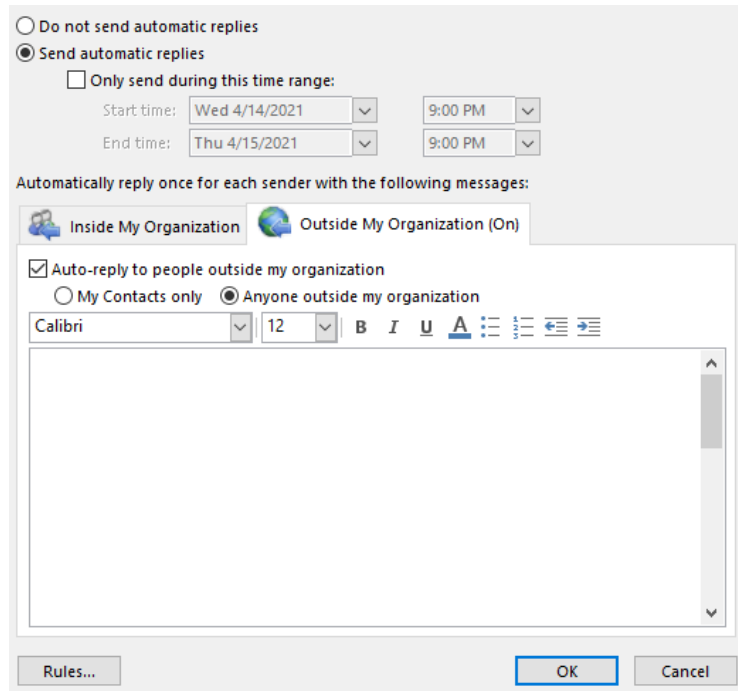 Do not send automatic replies
Send automatic replies
Only send during this time range:
Start time: Wed 4/14/2021 9:00 PM
End time: Thu 4/15/2021 9:00 PM
Automatically reply once for each sender with the following messages:
Inside My Organization Outside My Organization (On)
Auto-reply to people outside my organization
My Contacts only Anyone outside my organization
Calibri 12 B I U A
Rules... OK Cancel